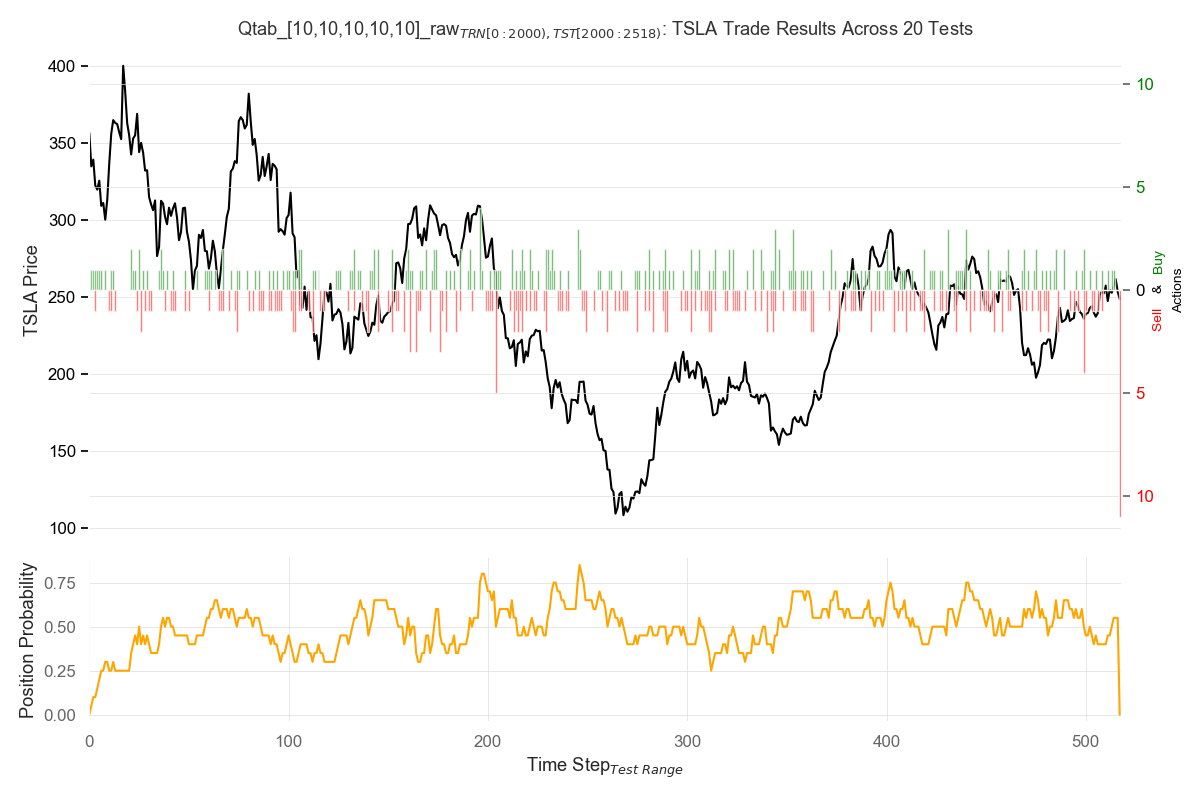 Qtab_[10,10,10,10,10]_raw_TRN[0:2000),TST[2000:2518): TSLA Trade Results Across 20 Tests
400
350
300
250
200
150
100
TSLA Price
10
5
0
5
10
Sell & Buy
Actions
0.75
0.50
0.25
0.00
Position Probability
0 100 200 300 400 500
Time Step Test Range